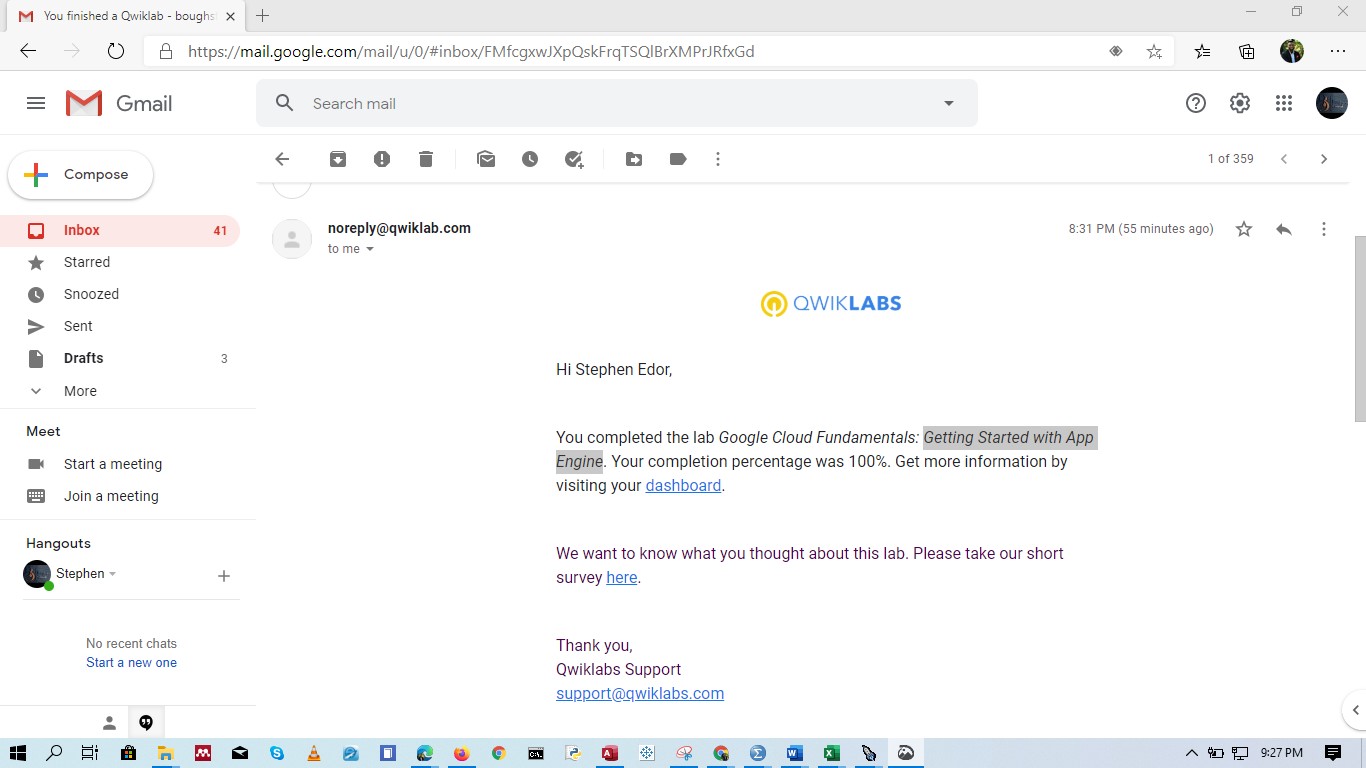 You finished a Qwiklab - boughs
https://mail.google.com/mail/u/0/#inbox/FMfcgxwJXpQskFrqTSQlBrXMPrJRfxGd
Gmail
Search mail
Compose
1 of 359
Inbox 41
Starred
Snoozed
Sent
Drafts 3
More
Meet
Start a meeting
Join a meeting
Hangouts
Stephen
No recent chats
Start a new one
noreply@qwiklab.com
8:31 PM (55 minutes ago)
to me
QWIKLABS
Hi Stephen Edor,
You completed the lab Google Cloud Fundamentals: Getting Started with App
Engine. Your completion percentage was 100%. Get more information by
visiting your dashboard.
We want to know what you thought about this lab. Please take our short
survey here.
Thank you,
Qwiklabs Support
support@qwiklabs.com
9:27 PM